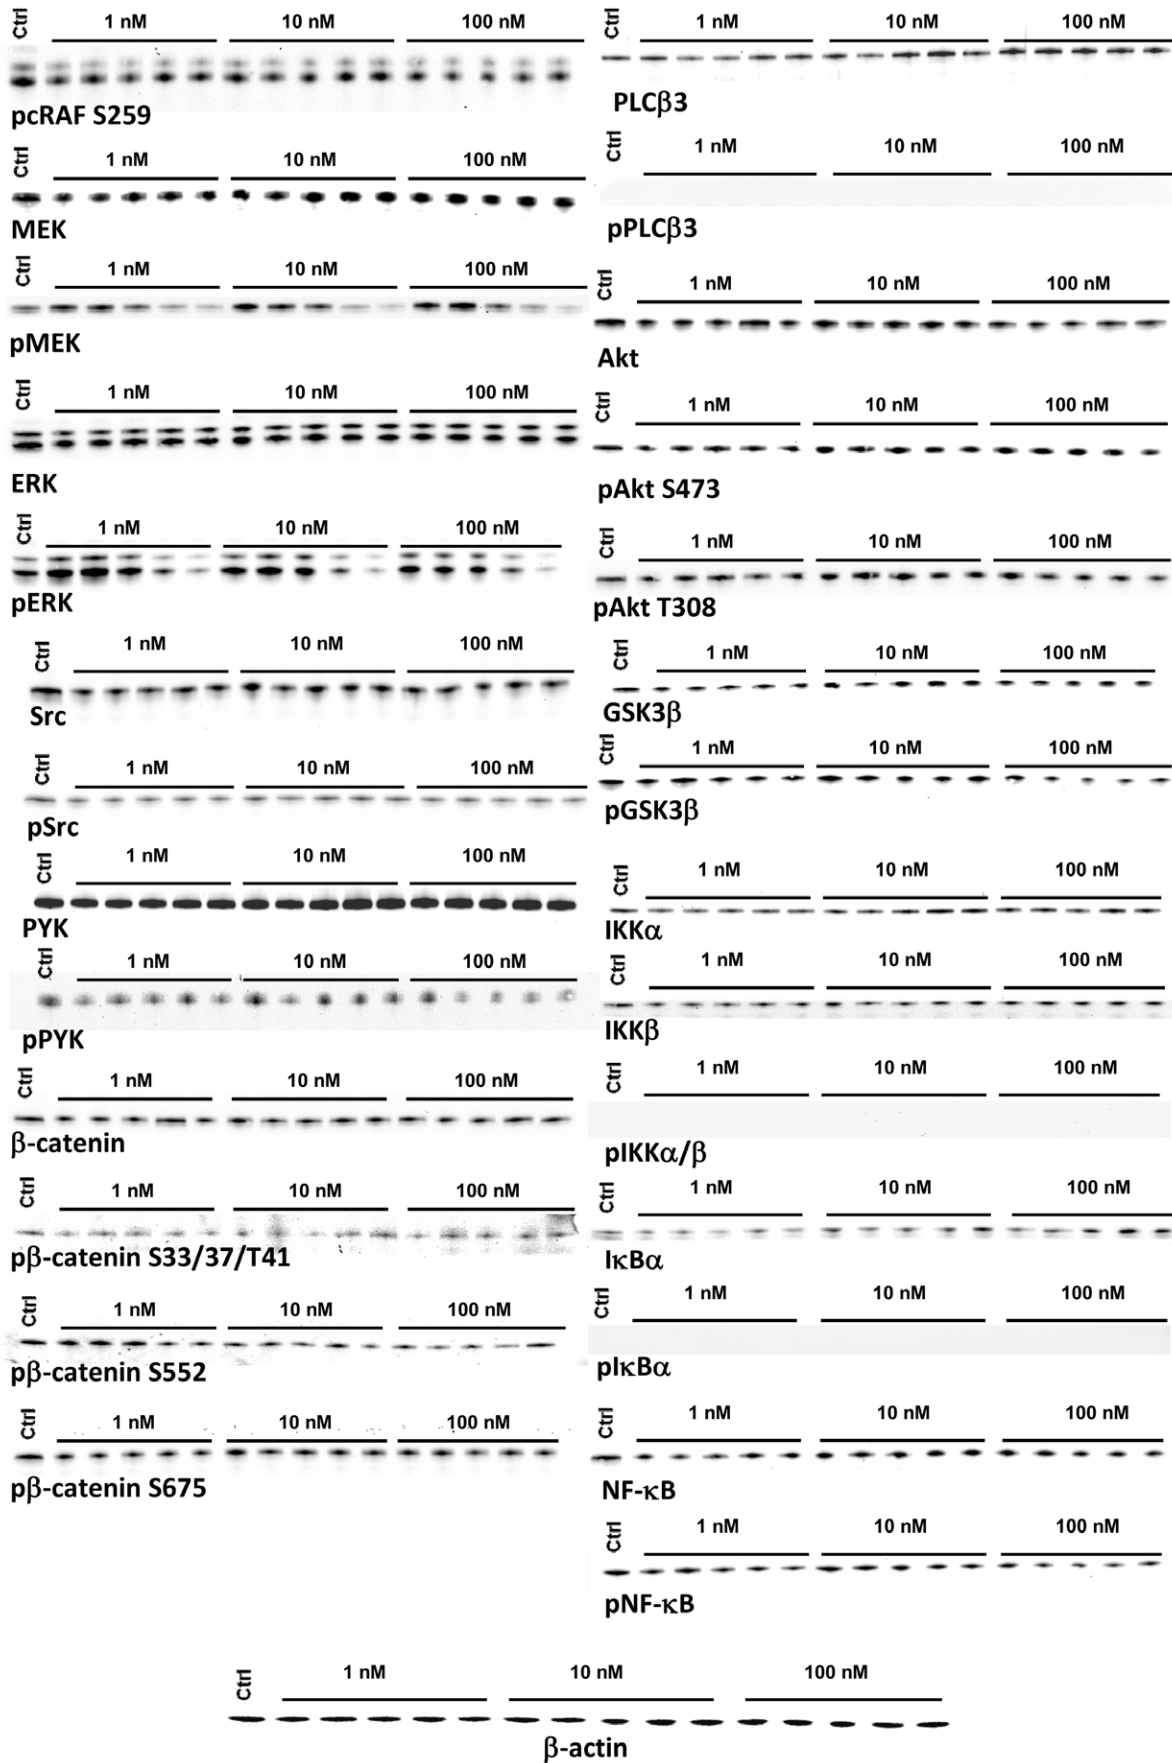 Ctrl 1 nM 10 nM 100 nM
pcRAF S259
Ctrl 1 nM 10 nM 100 nM
MEK
Ctrl 1 nM 10 nM 100 nM
pMEK
Ctrl 1 nM 10 nM 100 nM
ERK
Ctrl 1 nM 10 nM 100 nM
pERK
Ctrl 1 nM 10 nM 100 nM
Src
Ctrl 1 nM 10 nM 100 nM
pSrc
Ctrl 1 nM 10 nM 100 nM
PYK
Ctrl 1 nM 10 nM 100 nM
pPYK
Ctrl 1 nM 10 nM 100 nM
β-catenin
Ctrl 1 nM 10 nM 100 nM
pβ-catenin S33/37/T41
Ctrl 1 nM 10 nM 100 nM
pβ-catenin S552
Ctrl 1 nM 10 nM 100 nM
pβ-catenin S675
Ctrl 1 nM 10 nM 100 nM
PLCβ3
Ctrl 1 nM 10 nM 100 nM
pPLCβ3
Ctrl 1 nM 10 nM 100 nM
Akt
Ctrl 1 nM 10 nM 100 nM
pAkt S473
Ctrl 1 nM 10 nM 100 nM
pAkt T308
Ctrl 1 nM 10 nM 100 nM
GSK3β
Ctrl 1 nM 10 nM 100 nM
pGSK3β
Ctrl 1 nM 10 nM 100 nM
IKKα
Ctrl 1 nM 10 nM 100 nM
IKKβ
Ctrl 1 nM 10 nM 100 nM
pIKKα/β
Ctrl 1 nM 10 nM 100 nM
IκBα
Ctrl 1 nM 10 nM 100 nM
pIκBα
Ctrl 1 nM 10 nM 100 nM
NF-κB
Ctrl 1 nM 10 nM 100 nM
pNF-κB
Ctrl 1 nM 10 nM 100 nM
β-actin